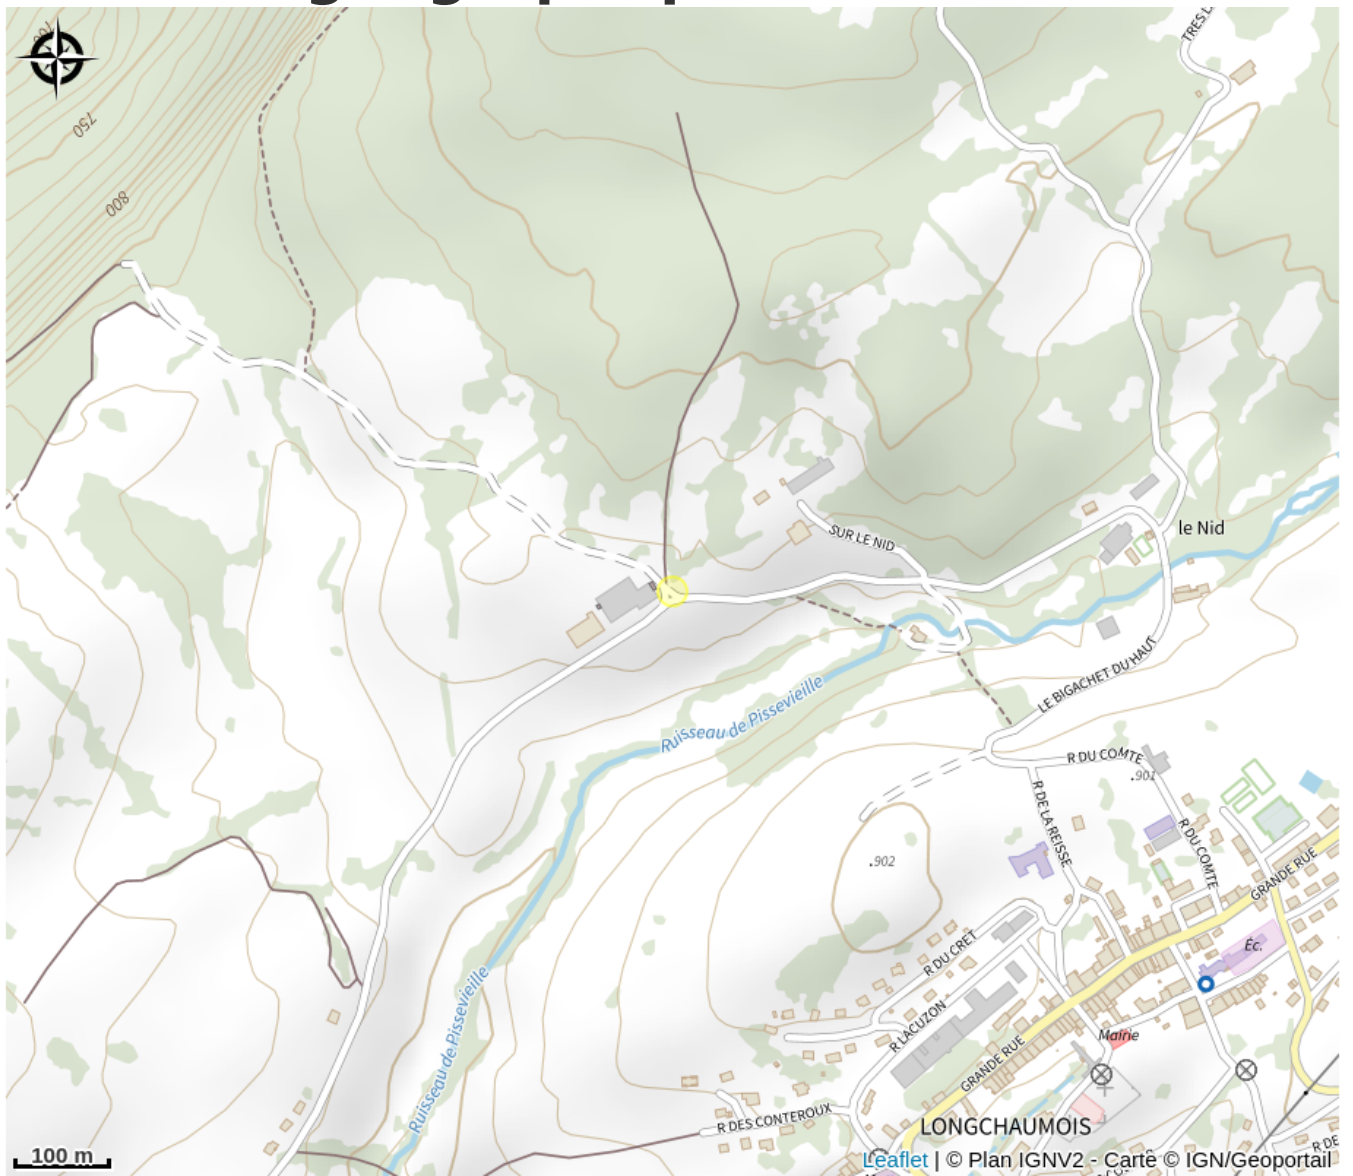 700
TRES L
750
800
SUR LE NID
le Nid
LE BIGACHET DU HAUT
Ruisseau de Pissevieille
R DU COMTE
.901
R DE LA REISSE
R DU COMTE
GRANDE RUE
.902
Éc.
R DU CRET
R LACUZON
Mairie
GRANDE RUE
Ruisseau de Pissevieille
R DES CONTEROUX
LONGCHAUMOIS
R DE
100 m
Leaflet | © Plan IGNV2 - Carte © IGN/Geoportail